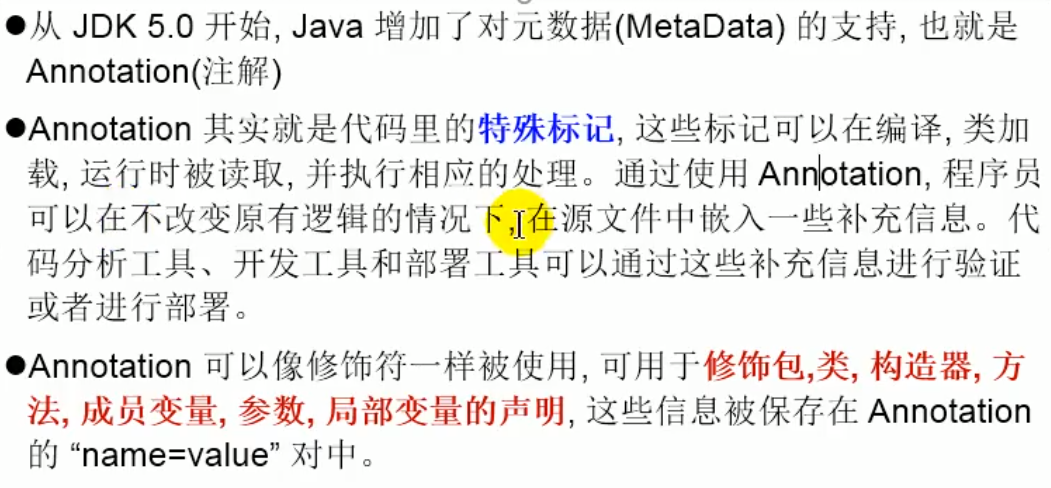 ●从 JDK 5.0 开始, Java 增加了对元数据(MetaData) 的支持, 也就是
Annotation(注解)
●Annotation 其实就是代码里的特殊标记, 这些标记可以在编译, 类加
载, 运行时被读取, 并执行相应的处理。通过使用 Annotation, 程序员
可以在不改变原有逻辑的情况下, 在源文件中嵌入一些补充信息。代
码分析工具、开发工具和部署工具可以通过这些补充信息进行验证
或者进行部署。
●Annotation 可以像修饰符一样被使用, 可用于修饰包,类, 构造器, 方
法, 成员变量, 参数, 局部变量的声明, 这些信息被保存在 Annotation
的 “name=value” 对中。